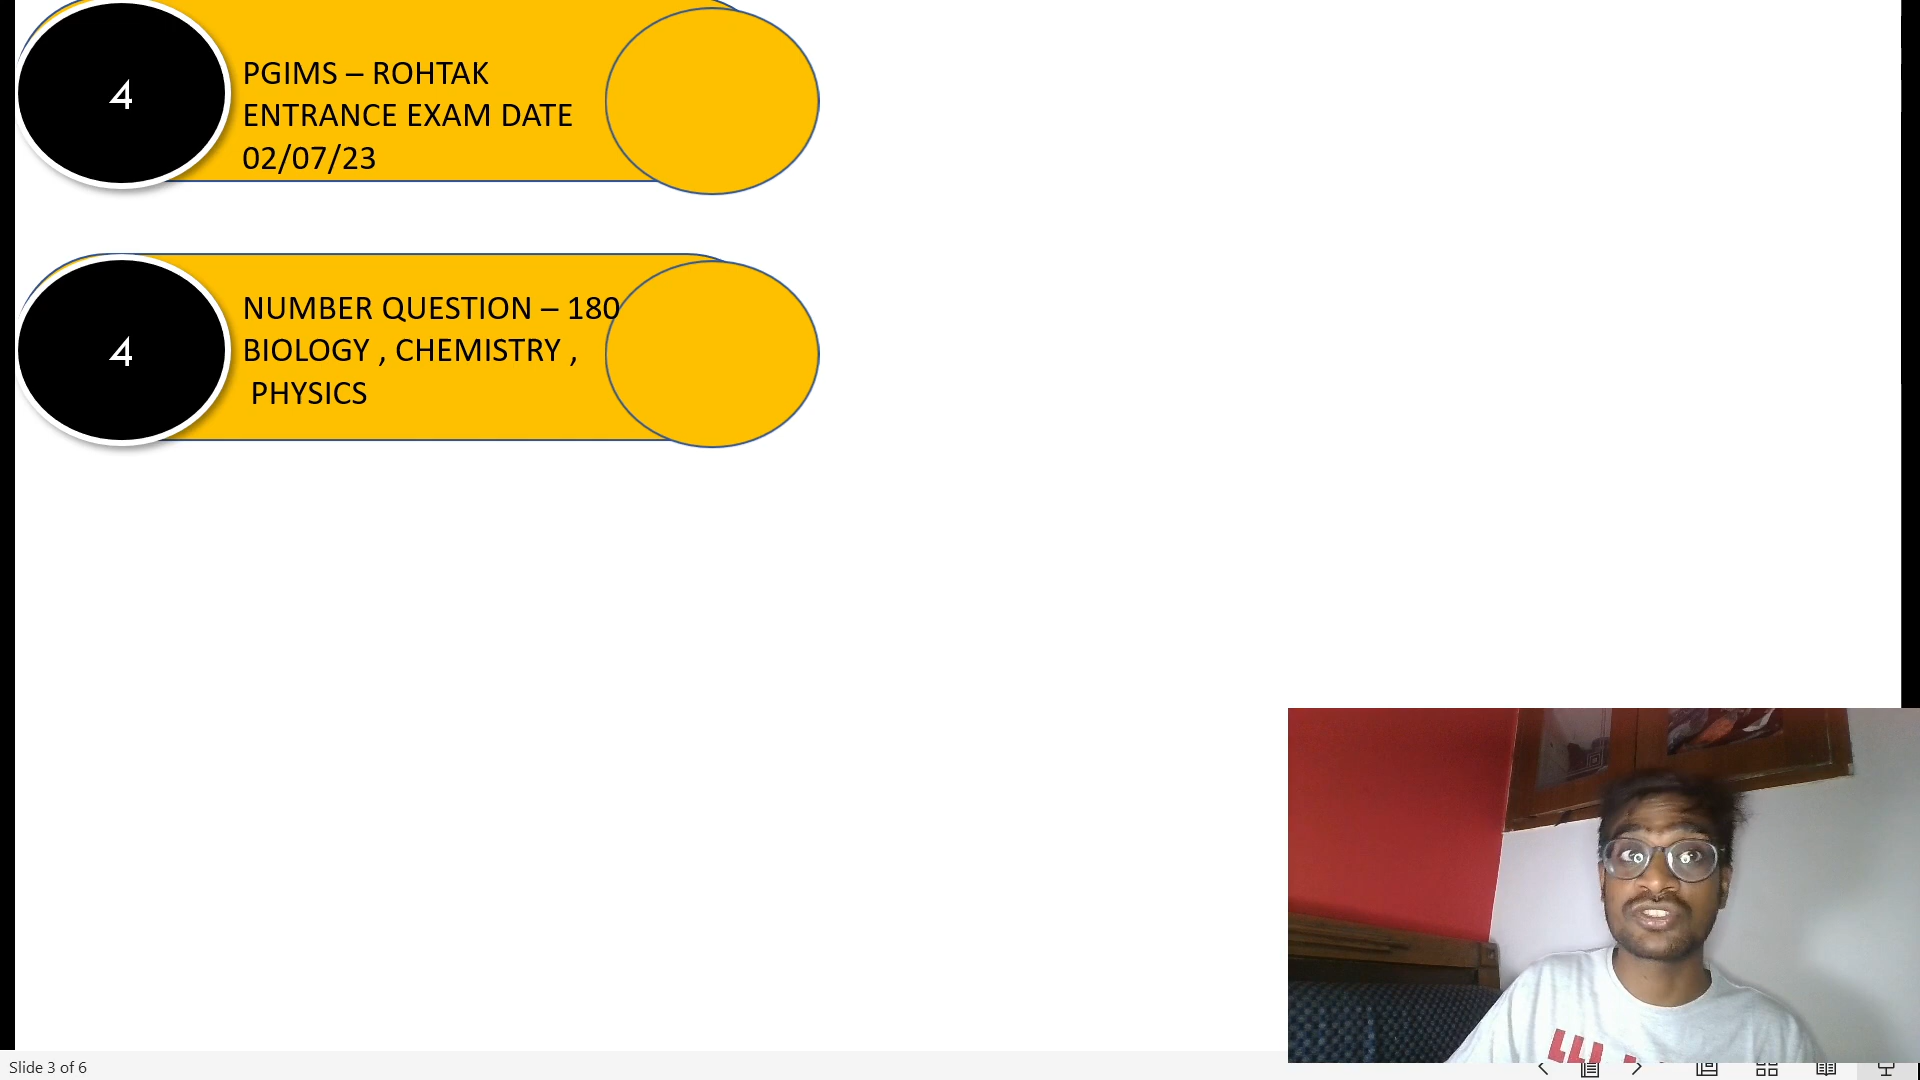 4
PGIMS – ROHTAK
ENTRANCE EXAM DATE
02/07/23
4
NUMBER QUESTION – 180
BIOLOGY , CHEMISTRY ,
PHYSICS
Slide 3 of 6